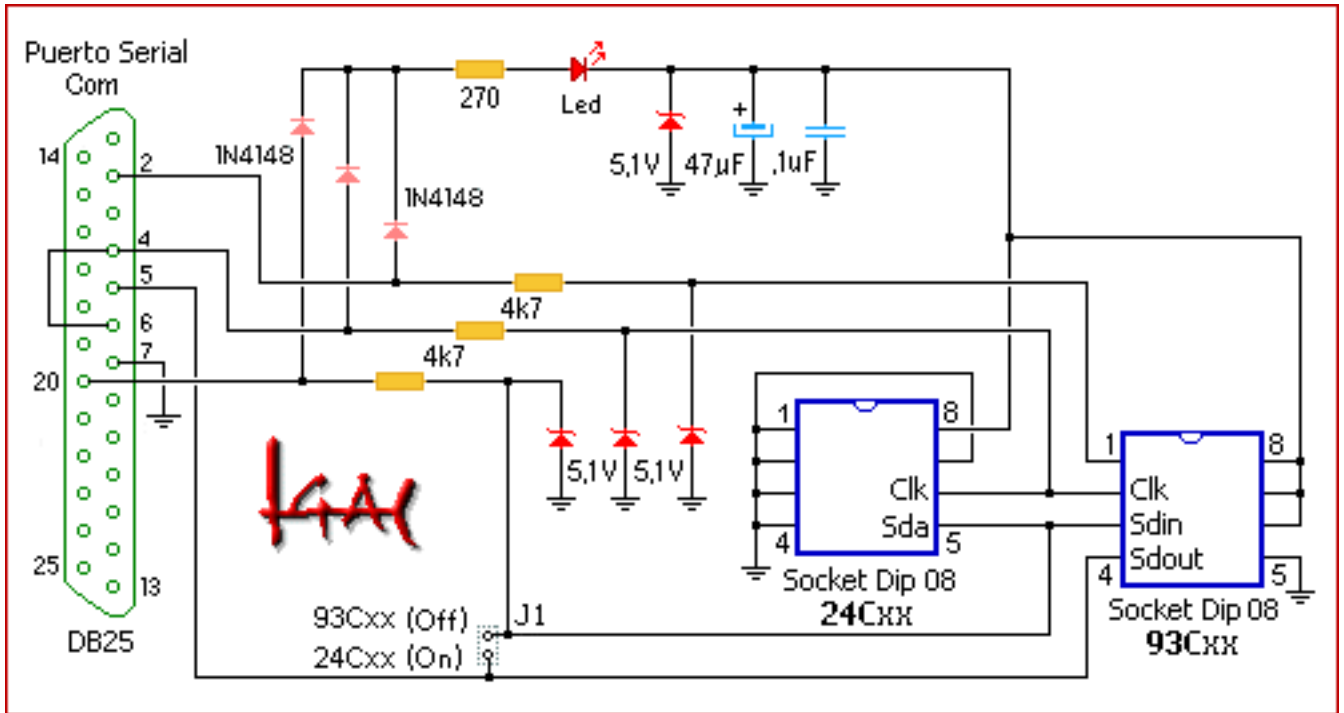 Puerto Serial
Com
14
2
4
5
6
7
20
25
13
DB25
1N4148
1N4148
270
Led
5,1V
47µF
+
,1uF
4k7
4k7
5,1V
5,1V
IGAC
93Cxx (Off)
24Cxx (On)
J1
1
8
Clk
Sda
4
5
Socket Dip 08
24Cxx
1
8
Clk
Sdin
Sdout
4
5
Socket Dip 08
93Cxx